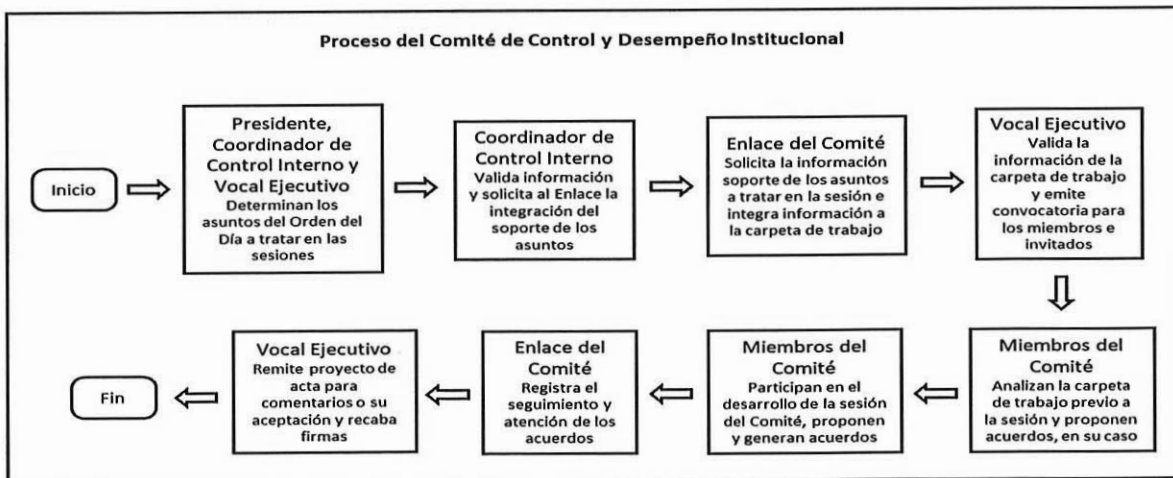 Proceso del Comité de Control y Desempeño Institucional
Inicio
Presidente,
Coordinador de
Control Interno y
Vocal Ejecutivo
Determinan los
asuntos del Orden del
Día a tratar en las
sesiones
Coordinador de
Control Interno
Valida información
y solicita al Enlace la
integración del
soporte de los
asuntos
Enlace del Comité
Solicita la información
soporte de los asuntos
a tratar en la sesión e
integra información a
la carpeta de trabajo
Vocal Ejecutivo
Valida la
información de la
carpeta de trabajo
y emite
convocatoria para
los miembros e
invitados
Miembros del
Comité
Analizan la carpeta
de trabajo previo a
la sesión y proponen
acuerdos, en su caso
Miembros del
Comité
Participan en el
desarrollo de la sesión
del Comité, proponen
y generan acuerdos
Enlace del
Comité
Registra el
seguimiento y
atención de los
acuerdos
Vocal Ejecutivo
Remite proyecto de
acta para
comentarios o su
aceptación y recaba
firmas
Fin